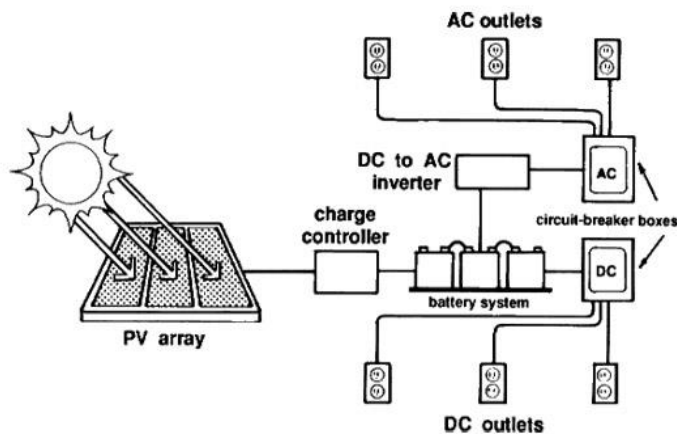 AC outlets
DC to AC
inverter
AC
circuit-breaker boxes
charge
controller
DC
battery system
PV array
DC outlets